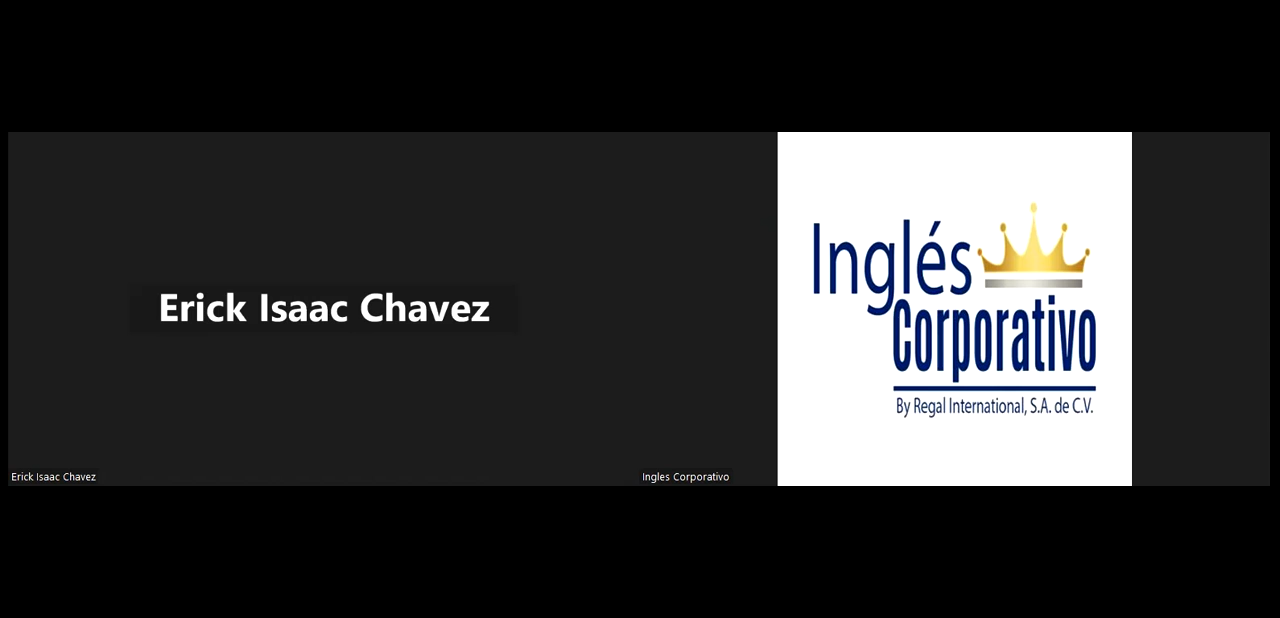 Erick Isaac Chavez
Erick Isaac Chavez
Inglés
Corporativo
By Regal International, S.A. de C.V.
Ingles Corporativo